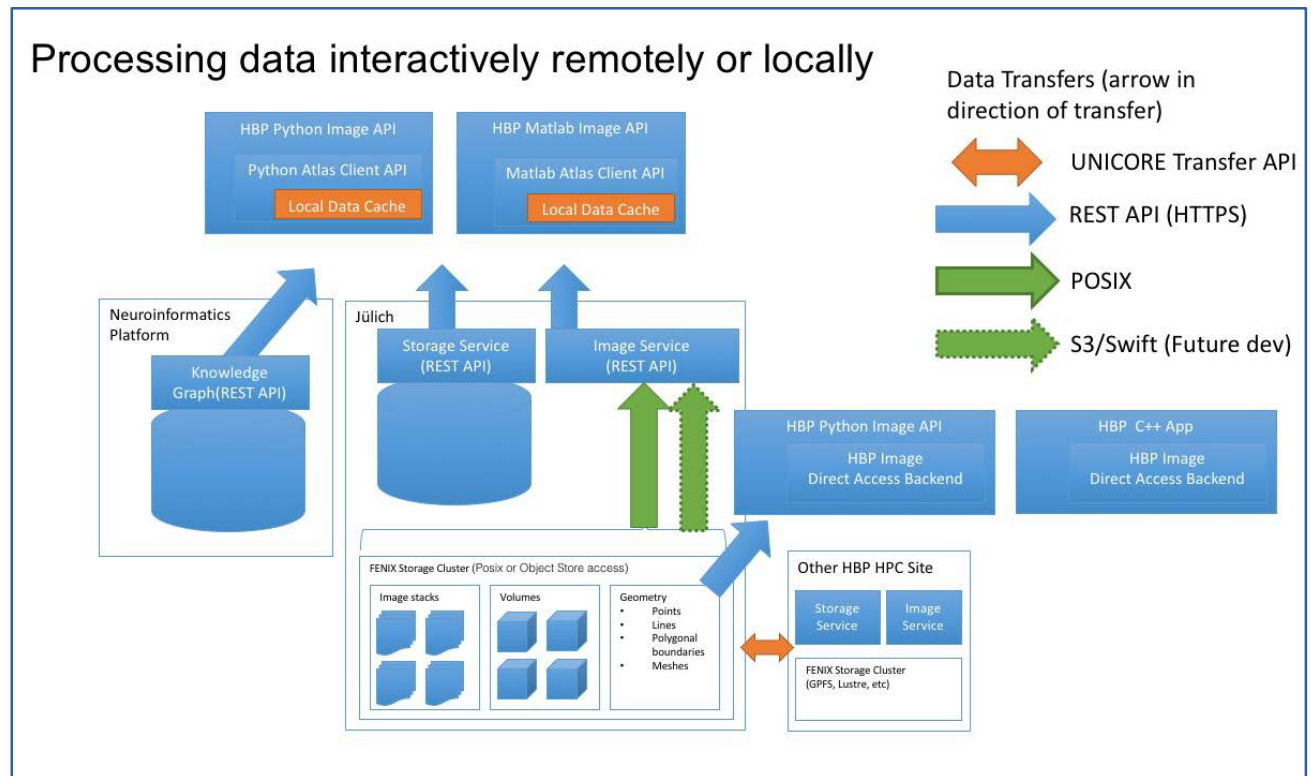 Processing data interactively remotely or locally
Data Transfers (arrow in
direction of transfer)
UNICORE Transfer API
REST API (HTTPS)
POSIX
S3/Swift (Future dev)
HBP Python Image API
Python Atlas Client API
Local Data Cache
HBP Matlab Image API
Matlab Atlas Client API
Local Data Cache
Neuroinformatics
Platform
Knowledge
Graph(REST API)
Jülich
Storage Service
(REST API)
Image Service
(REST API)
HBP Python Image API
HBP Image
Direct Access Backend
HBP C++ App
HBP Image
Direct Access Backend
FENIX Storage Cluster (Posix or Object Store access)
Image stacks
Volumes
Geometry
• Points
• Lines
• Polygonal
boundaries
• Meshes
Other HBP HPC Site
Storage
Service
Image
Service
FENIX Storage Cluster
(GPFS, Lustre, etc)